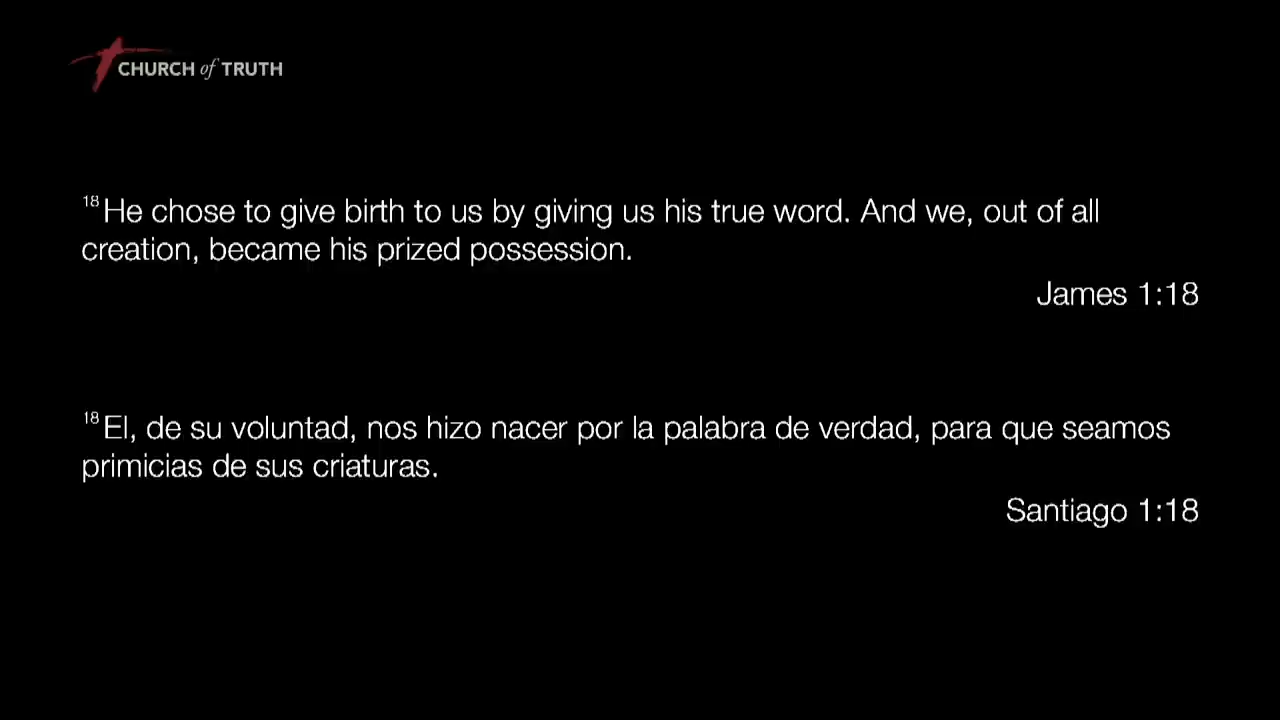 CHURCH of TRUTH
18 He chose to give birth to us by giving us his true word. And we, out of all
creation, became his prized possession.
James 1:18
18 El, de su voluntad, nos hizo nacer por la palabra de verdad, para que seamos
primicias de sus criaturas.
Santiago 1:18